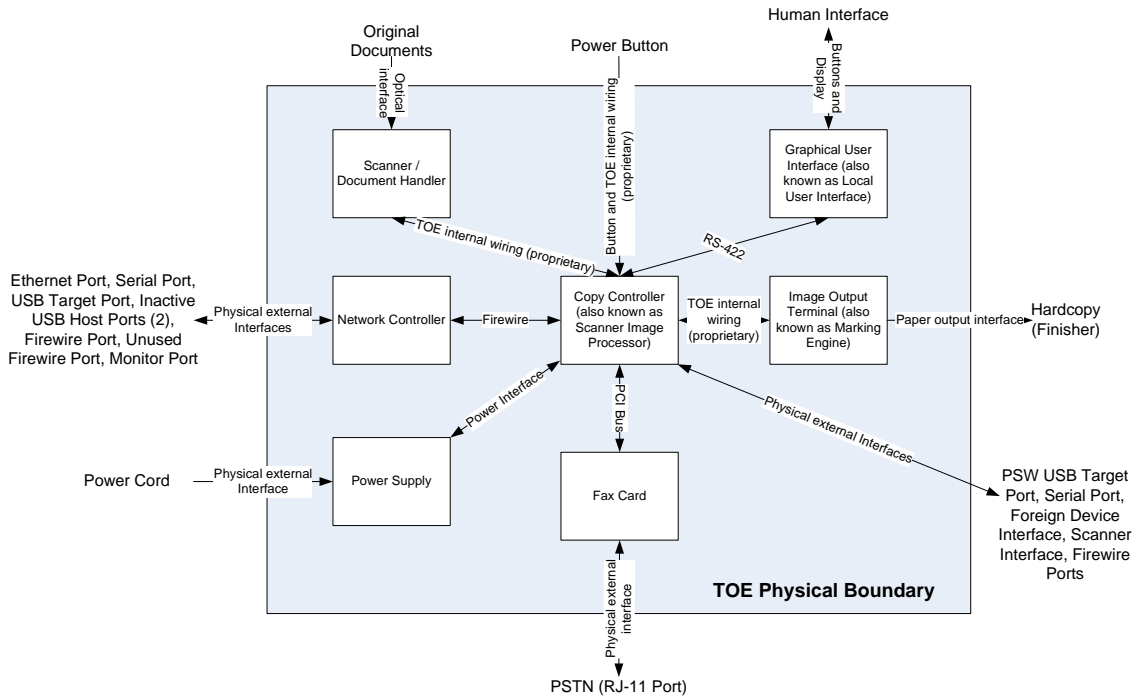 Original
Documents
Power Button
Human Interface
Optical
interface
Button and TOE internal wiring
(proprietary)
Buttons and
Display
Scanner /
Document Handler
Graphical User
Interface (also
known as Local
User Interface)
TOE internal wiring (proprietary)
RS-422
Ethernet Port, Serial Port,
USB Target Port, Inactive
USB Host Ports (2),
Firewire Port, Unused
Firewire Port, Monitor Port
Physical external
Interfaces
Network Controller
Firewire
Copy Controller
(also known as
Scanner Image
Processor)
TOE internal
wiring
(proprietary)
Image Output
Terminal (also
known as Marking
Engine)
Paper output interface
Hardcopy
(Finisher)
Power Interface
PCI Bus
Physical external Interfaces
Power Cord
Physical external
Interface
Power Supply
Fax Card
PSW USB Target
Port, Serial Port,
Foreign Device
Interface, Scanner
Interface, Firewire
Ports
Physical external
interface
TOE Physical Boundary
PSTN (RJ-11 Port)